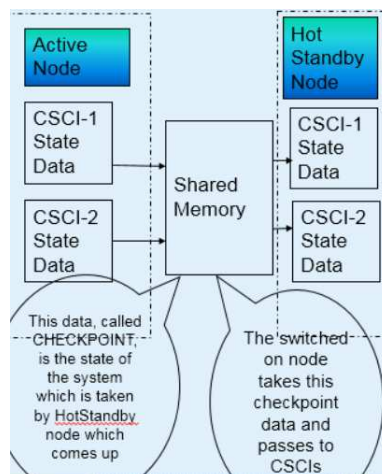 Active
Node
Hot
Standby
Node
CSCI-1
State
Data
CSCI-1
State
Data
Shared
Memory
CSCI-2
State
Data
CSCI-2
State
Data
This data, called
CHECKPOINT,
is the state of
the system
which is taken
by HotStandby
node which
comes up
The switched
on node
takes this
checkpoint
data and
passes to
CSCIs